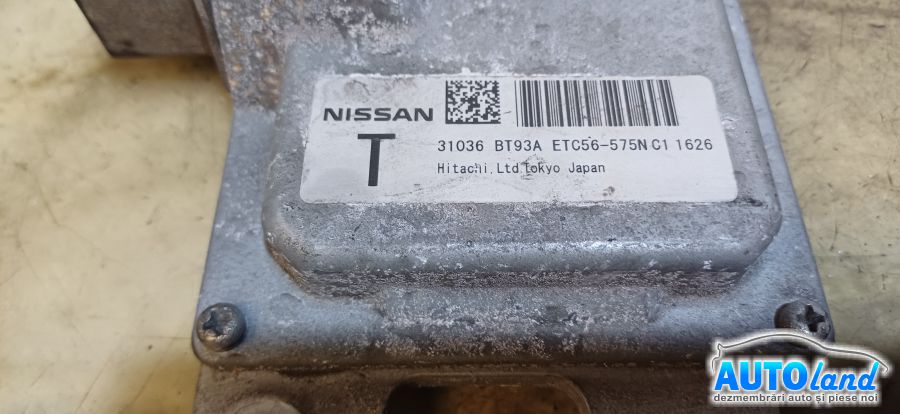 NISSAN
T
31036 BT93A ETC56-575N C1 1626
Hitachi,Ltd.Tokyo Japan
AUTOland
dezmembrări auto și piese noi